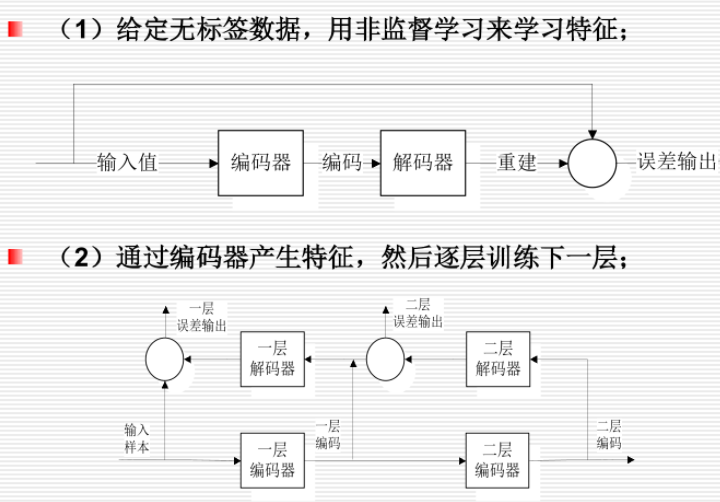 （1）给定无标签数据，用非监督学习来学习特征；
输入值
编码器
编码
解码器
重建
误差输出
（2）通过编码器产生特征，然后逐层训练下一层；
一层
误差输出
二层
误差输出
一层
解码器
二层
解码器
输入
样本
一层
编码
二层
编码
一层
编码器
二层
编码器